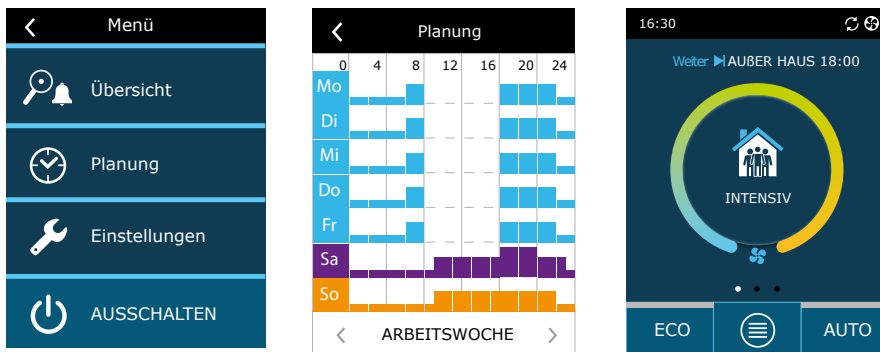 Menü
Übersicht
Planung
Einstellungen
AUSSCHALTEN
Planung
0 4 8 12 16 20 24
Mo
Di
Mi
Do
Fr
Sa
So
ARBEITSWOCHE
16:30
Weiter AUßER HAUS 18:00
INTENSIV
ECO AUTO